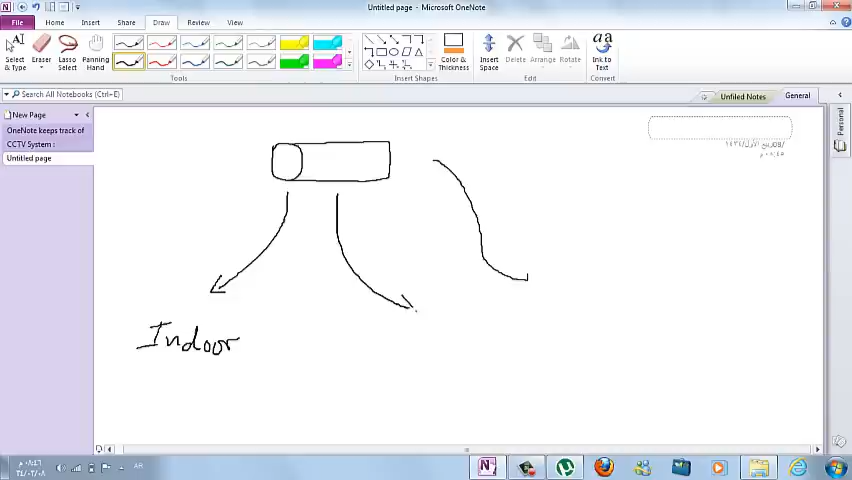 Untitled page - Microsoft OneNote
File Home Insert Share Draw Review View
Select & Type
Eraser
Lasso Select
Panning Hand
Color & Thickness
Insert Space
Delete
Arrange
Rotate
Ink to Text
Tools
Insert Shapes
Edit
Convert
Search All Notebooks (Ctrl+E)
Unfiled Notes
General
New Page
OneNote keeps track of
CCTV System :
Untitled page
Personal
Indoor
AR